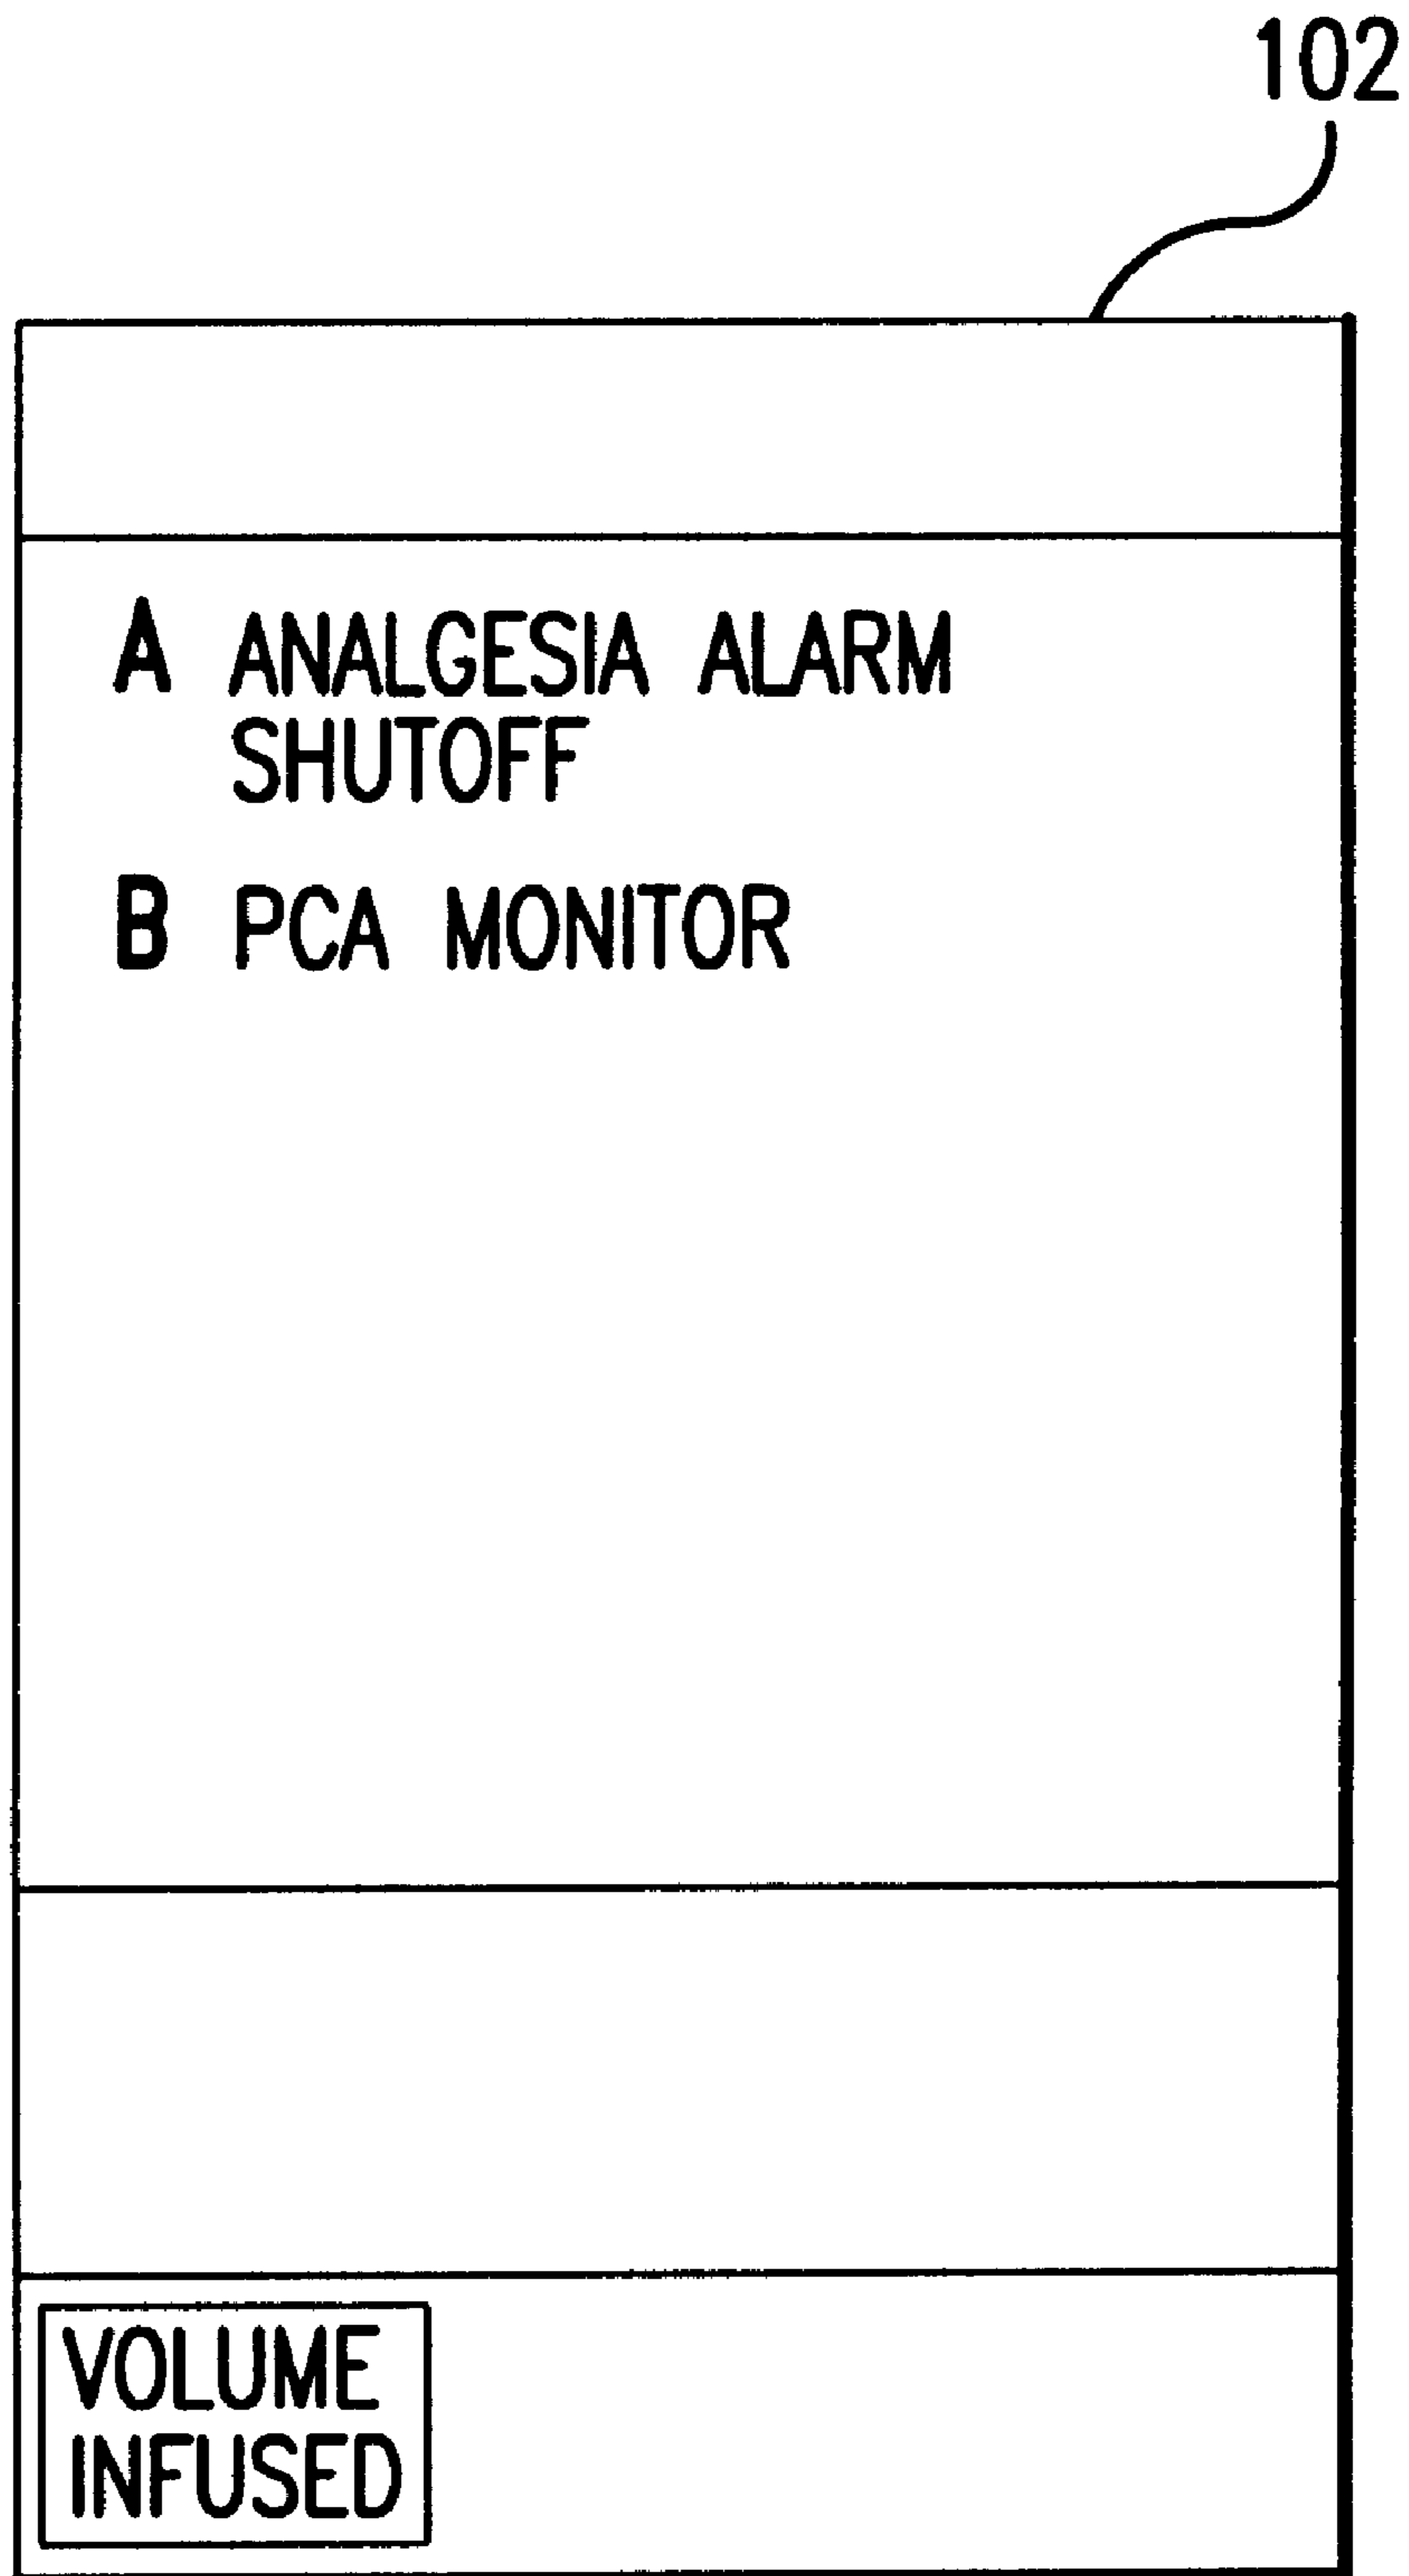 102
A ANALGESIA ALARM
SHUTOFF
B PCA MONITOR
VOLUME
INFUSED